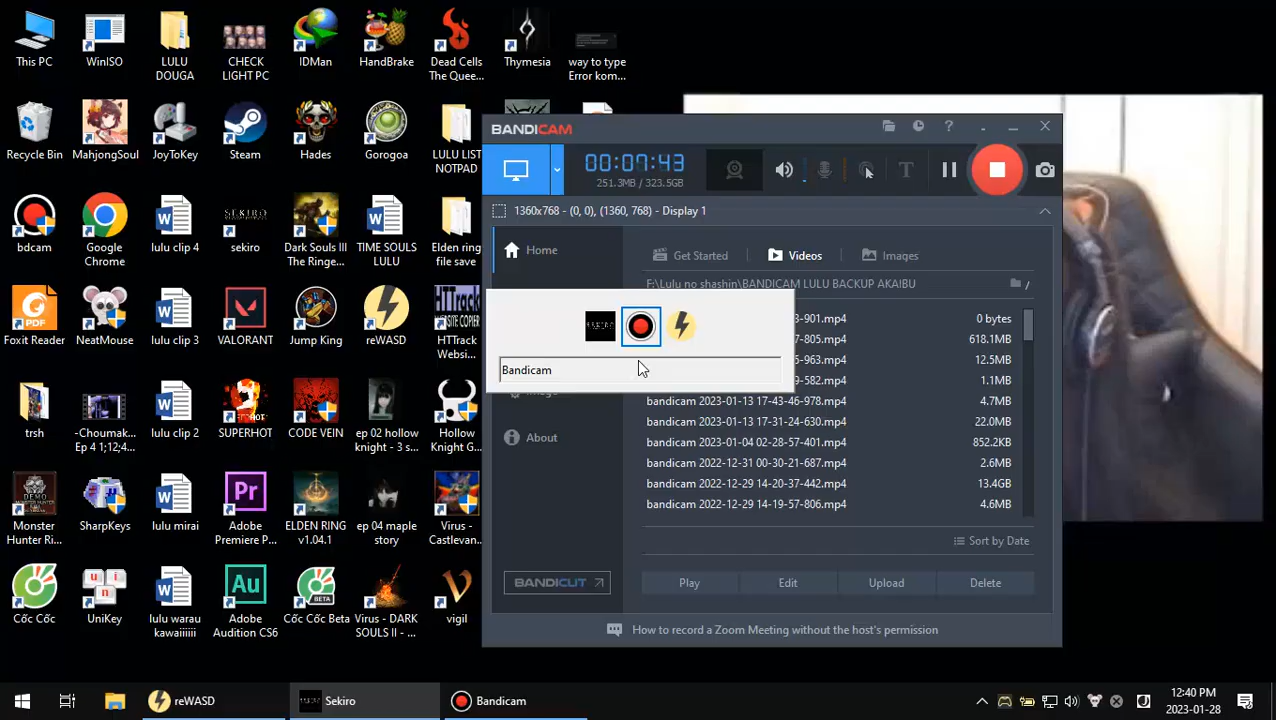 This PC
WinISO
LULU
DOUGA
CHECK
LIGHT PC
IDMan
HandBrake
Dead Cells
The Quee...
Thymesia
way to type
Error kom...
Recycle Bin
MahjongSoul
JoyToKey
Steam
Hades
Gorogoa
LULU LIST
NOTPAD
bdcam
Google
Chrome
lulu clip 4
SEKIRO
sekiro
Dark Souls III
The Ringe...
TIME SOULS
LULU
Elden ring
file save
PDF
Foxit Reader
NeatMouse
VALORANT
Jump King
reWASD
HTTrack
WEBSITE COPIER
HTTrack
Websi...
trsh
-Choumak...
Ep 4 1;12;4...
lulu clip 2
SUPERHOT
CODE VEIN
ep 02 hollow
knight - 3 s...
Hollow
Knight G...
DEMO
Monster
Hunter Ri...
SharpKeys
lulu mirai
Pr
Adobe
Premiere P...
ELDEN RING
v1.04.1
ep 04 maple
story
Virus -
Castlevan...
Cốc Cốc
UniKey
lulu warau
kawaiiiiii
Au
Adobe
Audition CS6
BETA
Cốc Cốc Beta
Virus - DARK
SOULS II - ...
vigil
BANDICAM
00:07:43
251.3MB / 323.5GB
1360x768 - (0, 0), (1360, 768) - Display 1
Home
Get Started
Videos
Images
F:\Lulu no shashin\BANDICAM LULU BACKUP AKAIBU
3-901.mp4 0 bytes
618.1MB
5-963.mp4 12.5MB
9-582.mp4 1.1MB
bandicam 2023-01-13 17-43-46-978.mp4 4.7MB
bandicam 2023-01-13 17-31-24-630.mp4 22.0MB
bandicam 2023-01-04 02-28-57-401.mp4 852.2KB
bandicam 2022-12-31 00-30-21-687.mp4 2.6MB
bandicam 2022-12-29 14-20-37-442.mp4 13.4GB
bandicam 2022-12-29 14-19-57-806.mp4 4.6MB
Bandicam
About
Sort by Date
BANDICUT
Play
Edit
Upload
Delete
How to record a Zoom Meeting without the host's permission
reWASD
Sekiro
Bandicam
12:40 PM
2023-01-28